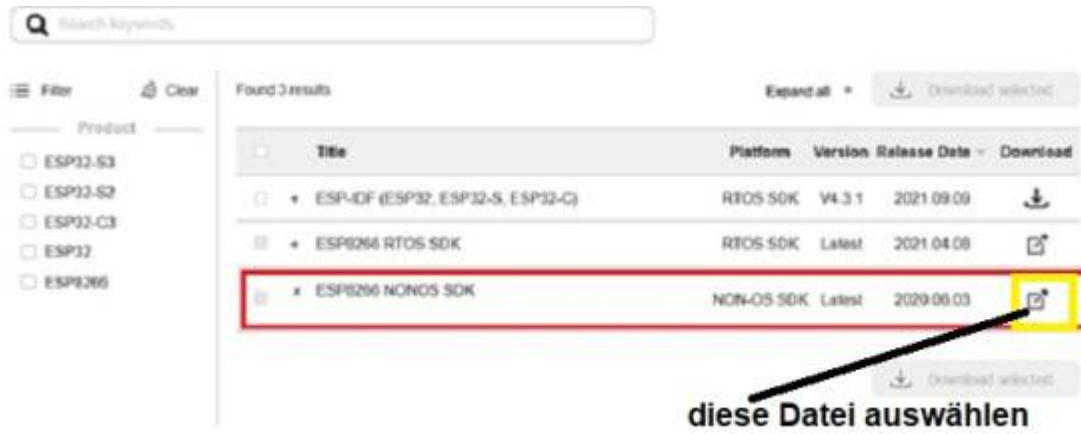 Search keywords
Filter Clear
Product
ESP32-S3
ESP32-S2
ESP32-C3
ESP32
ESP8266
Found 3 results
Expand all + Download selected
Title Platform Version Release Date Download
+ ESP-IDF (ESP32, ESP32-S, ESP32-C) RTOS SDK V4.3.1 2021.09.09
+ ESP8266 RTOS SDK RTOS SDK Latest 2021.04.08
x ESP8266 NONOS SDK NON-OS SDK Latest 2020.06.03
Download selected
diese Datei auswählen